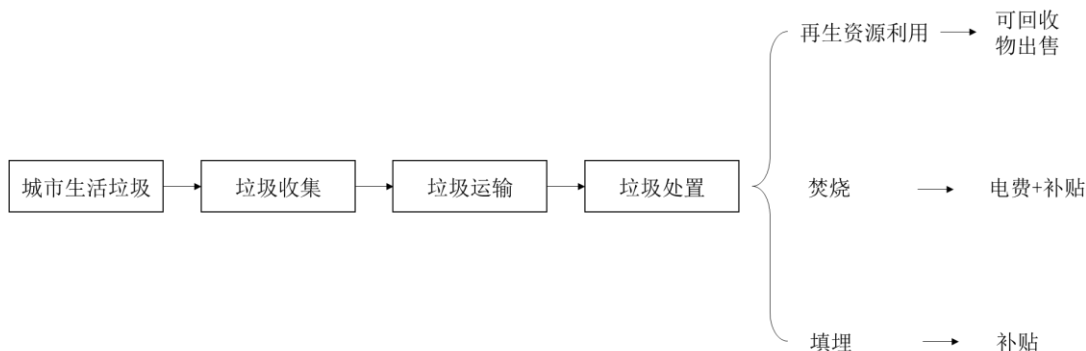 再生资源利用
可回收
物出售
城市生活垃圾
垃圾收集
垃圾运输
垃圾处置
焚烧
电费+补贴
填埋
补贴